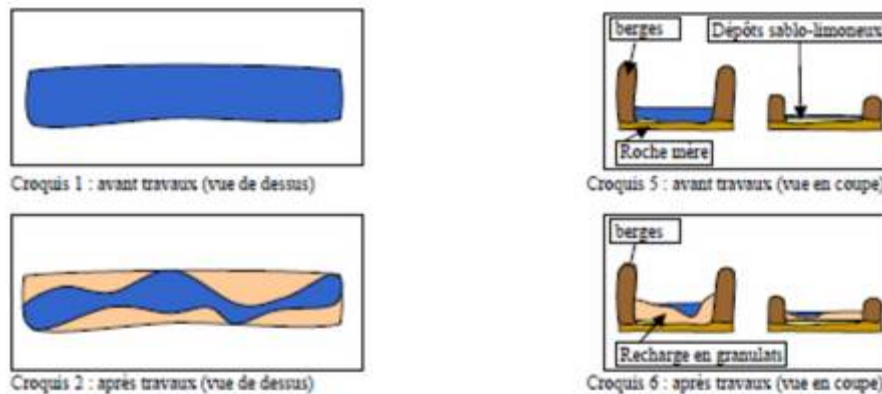 berges
Dépôts sablo-limoneux
Roche mère
Croquis 1 : avant travaux (vue de dessus)
Croquis 5 : avant travaux (vue en coupe)
berges
Recharge en granulats
Croquis 2 : après travaux (vue de dessus)
Croquis 6 : après travaux (vue en coupe)